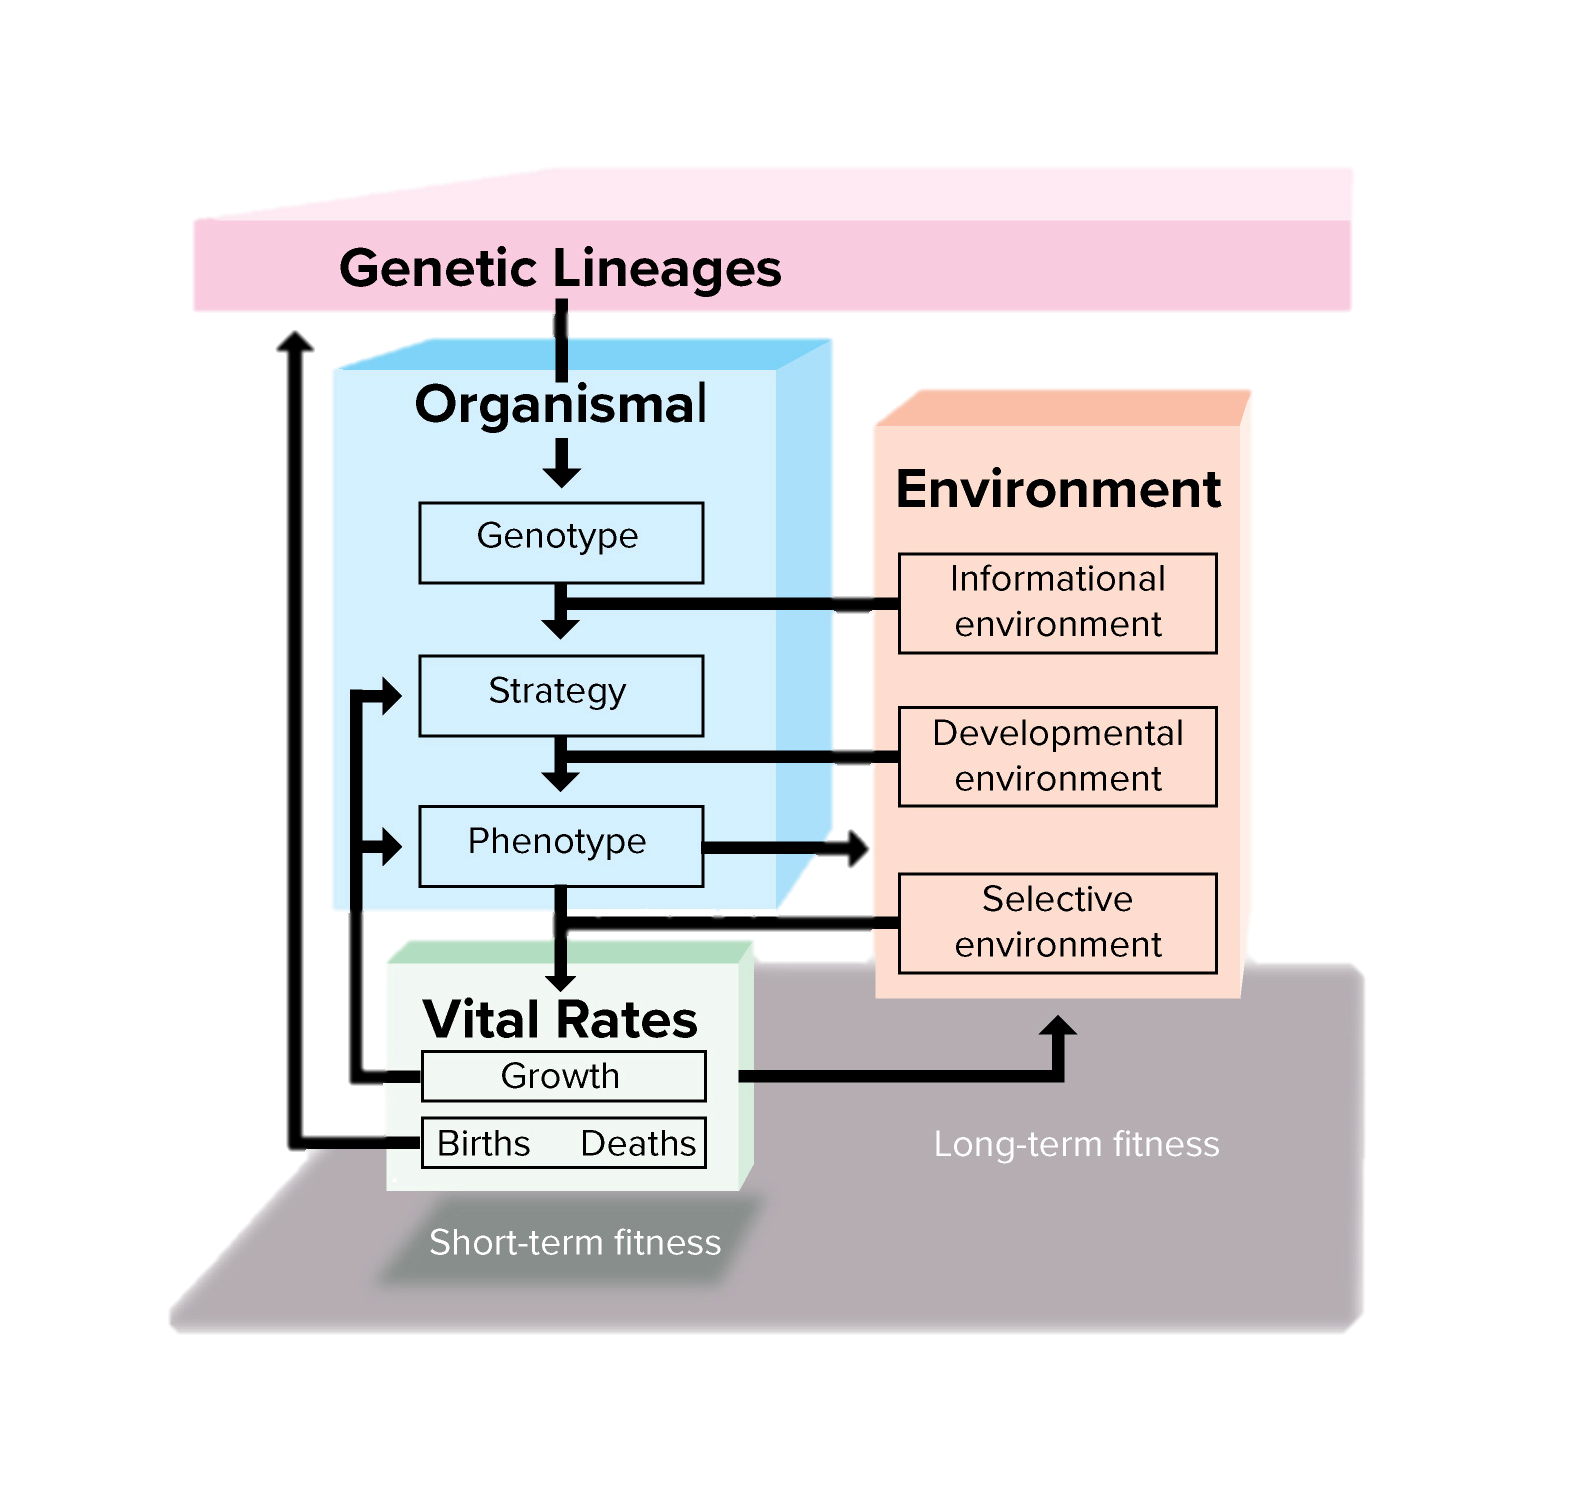 Genetic Lineages
Organismal
Genotype
Strategy
Phenotype
Environment
Informational
environment
Developmental
environment
Selective
environment
Vital Rates
Growth
Births Deaths
Long-term fitness
Short-term fitness